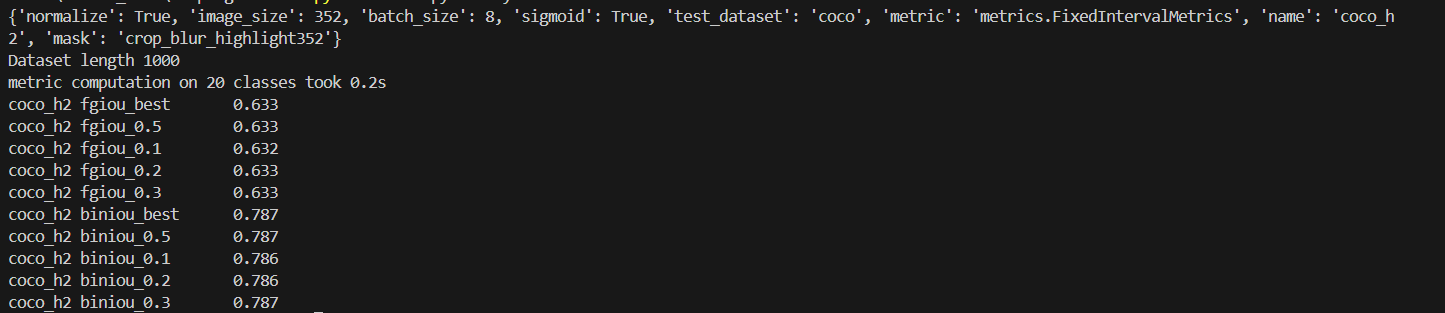 {'normalize': True, 'image_size': 352, 'batch_size': 8, 'sigmoid': True, 'test_dataset': 'coco', 'metric': 'metrics.FixedIntervalMetrics', 'name': 'coco_h
2', 'mask': 'crop_blur_highlight352'}
Dataset length 1000
metric computation on 20 classes took 0.2s
coco_h2 fgiou_best 0.633
coco_h2 fgiou_0.5 0.633
coco_h2 fgiou_0.1 0.632
coco_h2 fgiou_0.2 0.633
coco_h2 fgiou_0.3 0.633
coco_h2 biniou_best 0.787
coco_h2 biniou_0.5 0.787
coco_h2 biniou_0.1 0.786
coco_h2 biniou_0.2 0.786
coco_h2 biniou_0.3 0.787